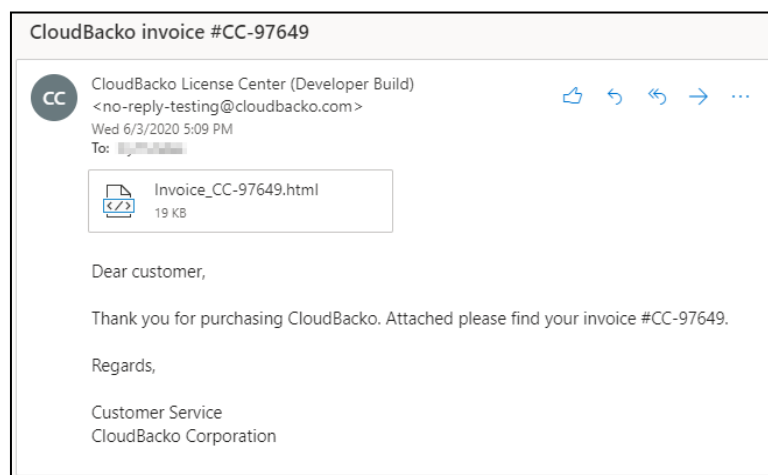 CloudBacko invoice #CC-97649
CC
CloudBacko License Center (Developer Build)
<no-reply-testing@cloudbacko.com>
Wed 6/3/2020 5:09 PM
To:
Invoice_CC-97649.html
19 KB
Dear customer,
Thank you for purchasing CloudBacko. Attached please find your invoice #CC-97649.
Regards,
Customer Service
CloudBacko Corporation